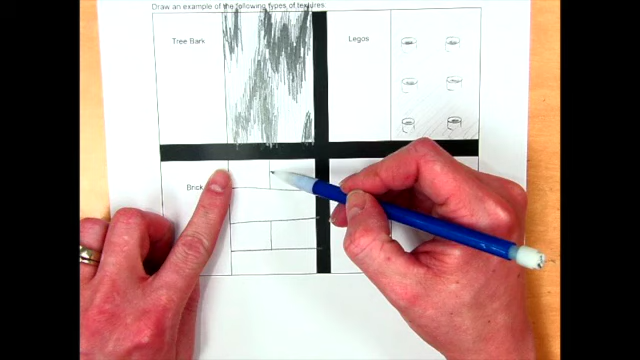 Draw an example of the following types of textures:
Tree Bark
Legos
Brick